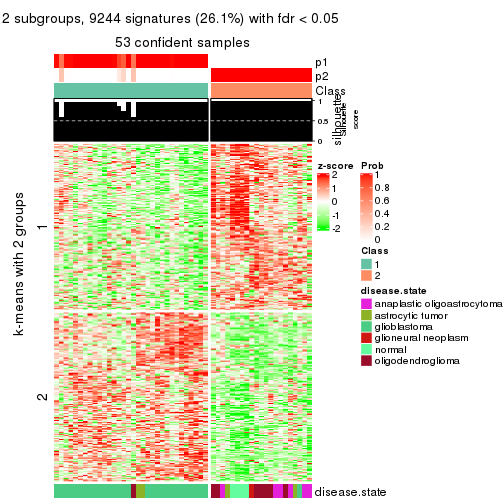 2 subgroups, 9244 signatures (26.1%) with fdr < 0.05
53 confident samples
p1
p2
Class
1
0.5
0
silhouette
score
k-means with 2 groups
1
2
z-score
2
1
0
-1
-2
Prob
1
0.8
0.6
0.4
0.2
0
Class
1
2
disease.state
anaplastic oligoastrocytoma
astrocytic tumor
glioblastoma
glioneural neoplasm
normal
oligodendroglioma
disease.state